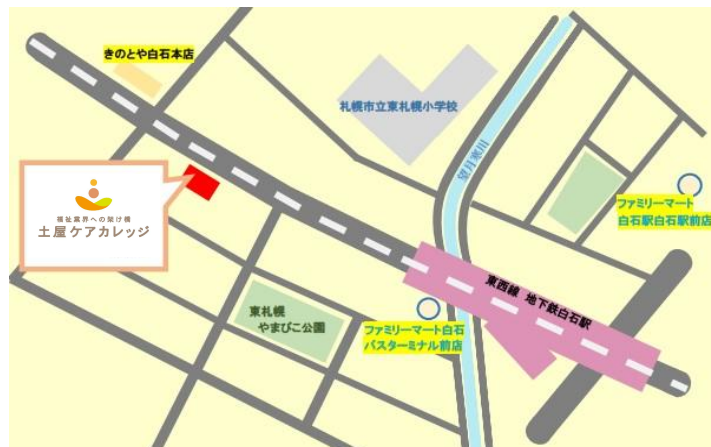 きのとや白石本店
札幌市立東札幌小学校
望月寒川
ファミリーマート
白石駅白石駅前店
福祉業界への架け橋
土屋ケアカレッジ
東西線 地下鉄白石駅
東札幌
やまびこ公園
ファミリーマート白石
バスターミナル前店